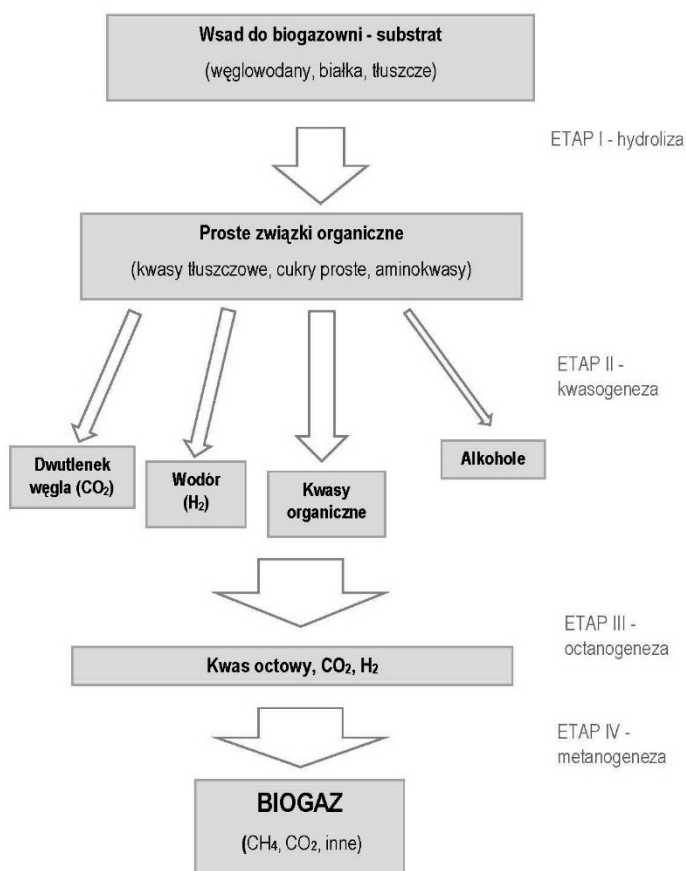 Wsad do biogazowni - substrat
(węglowodany, białka, tłuszcze)
ETAP I - hydroliza
Proste związki organiczne
(kwasy tłuszczowe, cukry proste, aminokwasy)
ETAP II -
kwasogeneza
Dwutlenek
węgla (CO₂)
Wodór
(H₂)
Kwasy
organiczne
Alkohole
ETAP III -
octanogeneza
Kwas octowy, CO₂, H₂
ETAP IV -
metanogeneza
BIOGAZ
(CH₄, CO₂, inne)